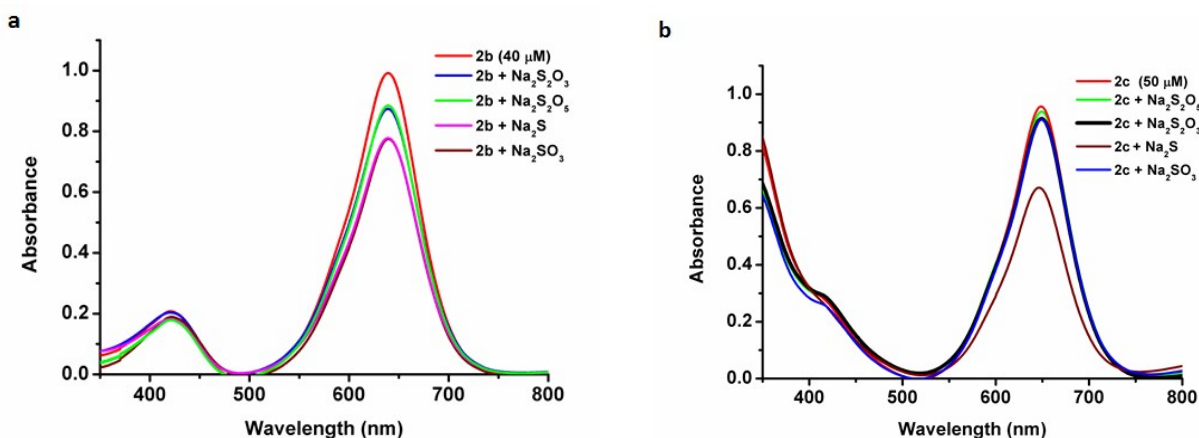 a
2b (40 μM)
2b + Na2S2O3
2b + Na2S2O5
2b + Na2S
2b + Na2SO3
1.0
0.8
0.6
0.4
0.2
0.0
400 500 600 700 800
Absorbance
Wavelength (nm)
b
2c (50 μM)
2c + Na2S2O5
2c + Na2S2O3
2c + Na2S
2c + Na2SO3
1.0
0.8
0.6
0.4
0.2
0.0
400 500 600 700 800
Absorbance
Wavelength (nm)